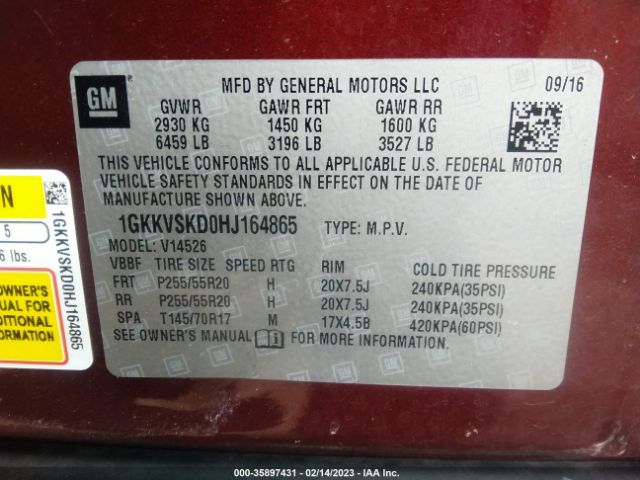 GM
MFD BY GENERAL MOTORS LLC 09/16
GVWR GAWR FRT GAWR RR
2930 KG 1450 KG 1600 KG
6459 LB 3196 LB 3527 LB
THIS VEHICLE CONFORMS TO ALL APPLICABLE U.S. FEDERAL MOTOR
VEHICLE SAFETY STANDARDS IN EFFECT ON THE DATE OF
MANUFACTURE SHOWN ABOVE.
1GKKVSKD0HJ164865 TYPE: M.P.V.
MODEL: V14526
VBBF TIRE SIZE SPEED RTG RIM COLD TIRE PRESSURE
FRT P255/55R20 H 20X7.5J 240KPA(35PSI)
RR P255/55R20 H 20X7.5J 240KPA(35PSI)
SPA T145/70R17 M 17X4.5B 420KPA(60PSI)
SEE OWNER'S MANUAL FOR MORE INFORMATION
N
5
6 lbs.
OWNER'S
MANUAL FOR
ADDITIONAL
INFORMATION
1GKKVSKD0HJ164865
000-35897431 - 02/14/2023 - IAA Inc.